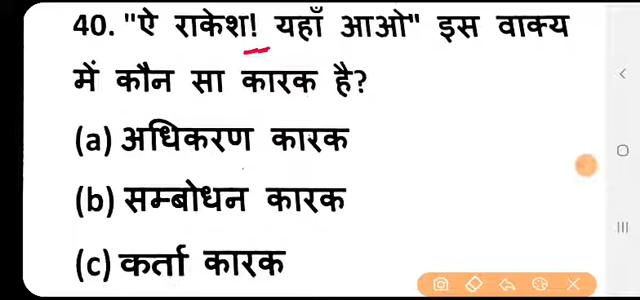 40. "ऐ राकेश! यहाँ आओ" इस वाक्य
में कौन सा कारक है?
(a) अधिकरण कारक
(b) सम्बोधन कारक
(c) कर्ता कारक